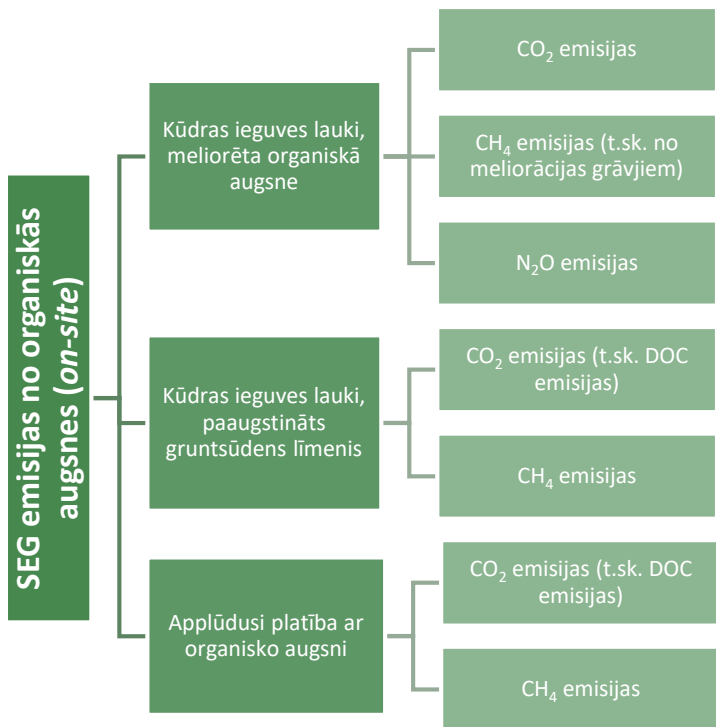 SEG emisijas no organiskās
augsnes (on-site)
Kūdras ieguves lauki,
meliorēta organiskā
augsne
CO₂ emisijas
CH₄ emisijas (t.sk. no
meliorācijas grāvjiem)
N₂O emisijas
Kūdras ieguves lauki,
paaugstināts
gruntsūdens līmenis
CO₂ emisijas (t.sk. DOC
emisijas)
CH₄ emisijas
Applūdusi platība ar
organisko augsni
CO₂ emisijas (t.sk. DOC
emisijas)
CH₄ emisijas